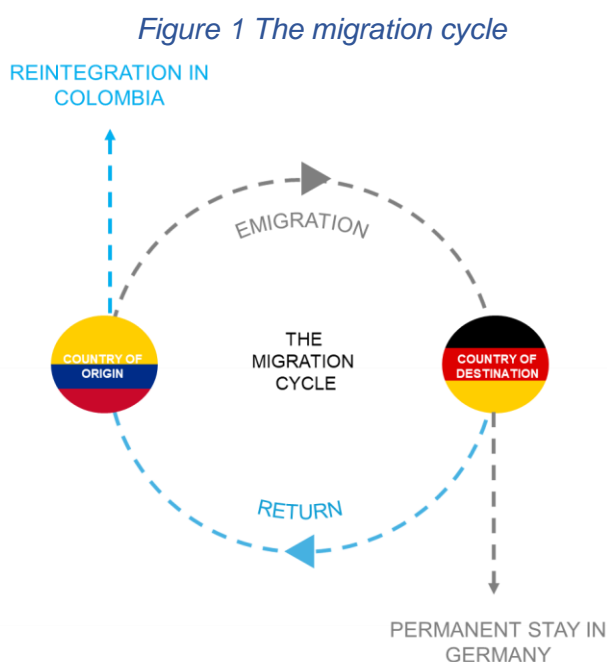 Figure 1 The migration cycle
REINTEGRATION IN
COLOMBIA
EMIGRATION
COUNTRY OF
ORIGIN
THE
MIGRATION
CYCLE
COUNTRY OF
DESTINATION
RETURN
PERMANENT STAY IN
GERMANY